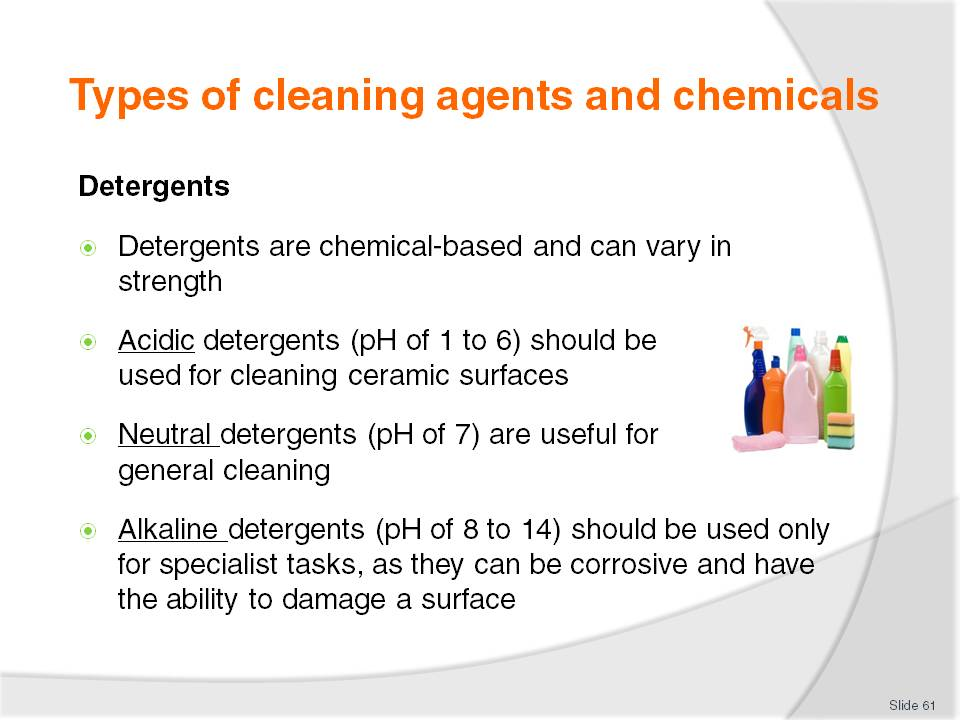 Types of cleaning agents and chemicals
Detergents
Detergents are chemical-based and can vary in
strength
Acidic detergents (pH of 1 to 6) should be
used for cleaning ceramic surfaces
Neutral detergents (pH of 7) are useful for
general cleaning
Alkaline detergents (pH of 8 to 14) should be used only
for specialist tasks, as they can be corrosive and have
the ability to damage a surface
Slide 61